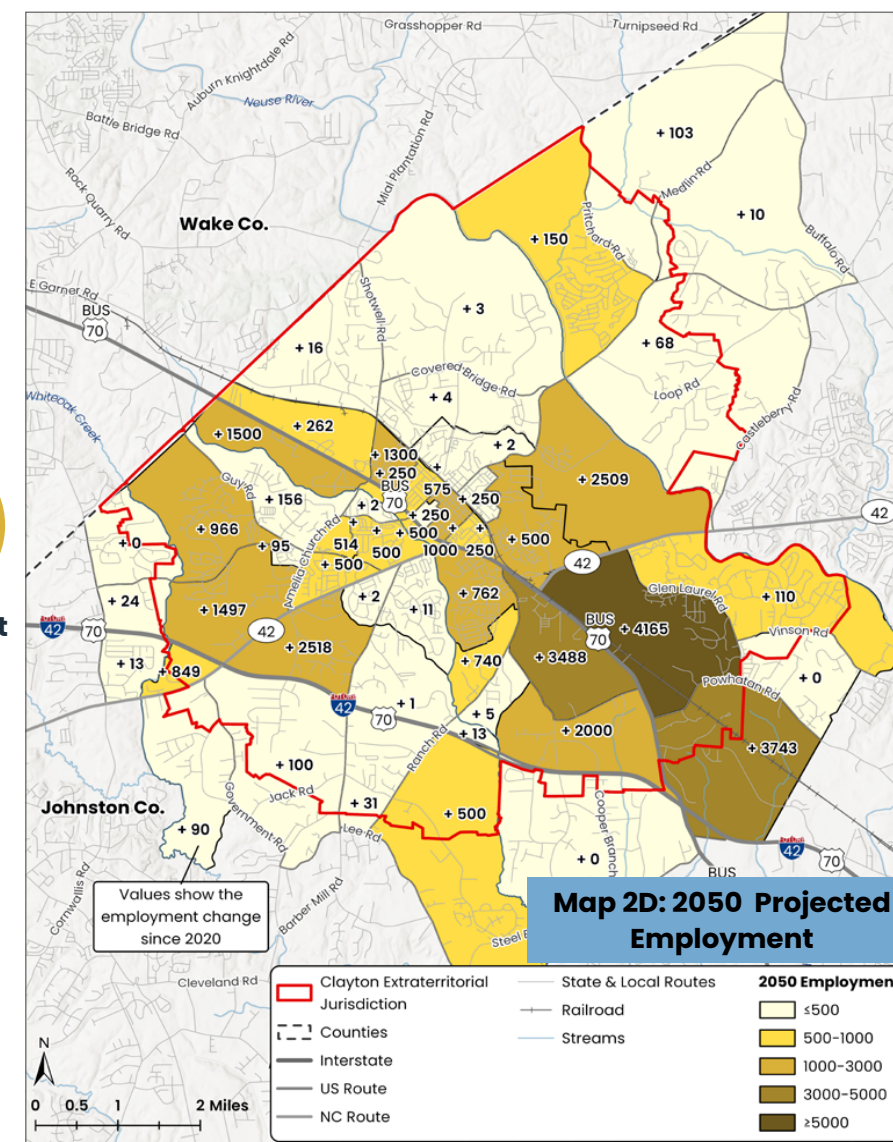 Grasshopper Rd
Turnipseed Rd
Auburn Knightdale Rd
Neuse River
Battle Bridge Rd
Mial Plantation Rd
+ 103
Medlin Rd
Rock Quarry Rd
Wake Co.
+ 10
Pritchard Rd
+ 150
Buffalo Rd
E Garner Rd
BUS
70
Shotwell Rd
+ 3
+ 16
+ 68
Covered Bridge Rd
Loop Rd
Whiteoak Creek
+ 4
Castleberry Rd
+ 1500
+ 262
+ 2
+ 1300
+ 250
+
575
+ 2509
Guy Rd
BUS
70
+ 156
+ 2
+ 250
+ 250
42
+ 966
+ 500
+
+
+
+
+ 500
+ 0
+ 95
514
500
1000
250
Amelia Church Rd
+ 500
42
Glen Laurel Rd
+ 24
+ 2
+ 762
+ 110
+ 1497
+ 11
BUS
70
+ 4165
t
42
70
42
Vinson Rd
+ 2518
+ 3488
+ 13
+ 740
+ 0
+ 849
Powhatan Rd
42
70
+ 1
+ 5
+ 13
+ 2000
+ 3743
Ranch Rd
+ 100
Jack Rd
Johnston Co.
+ 31
+ 500
Government Rd
Lee Rd
Cooper Branch
+ 90
42
70
+ 0
BUS
Cornwallis Rd
Values show the
employment change
since 2020
Barber Mill Rd
Map 2D: 2050 Projected
Employment
Steel
Cleveland Rd
Clayton Extraterritorial
Jurisdiction
Counties
Interstate
US Route
NC Route
State & Local Routes
Railroad
Streams
2050 Employmen
≤500
500-1000
1000-3000
3000-5000
≥5000
N
0 0.5 1 2 Miles